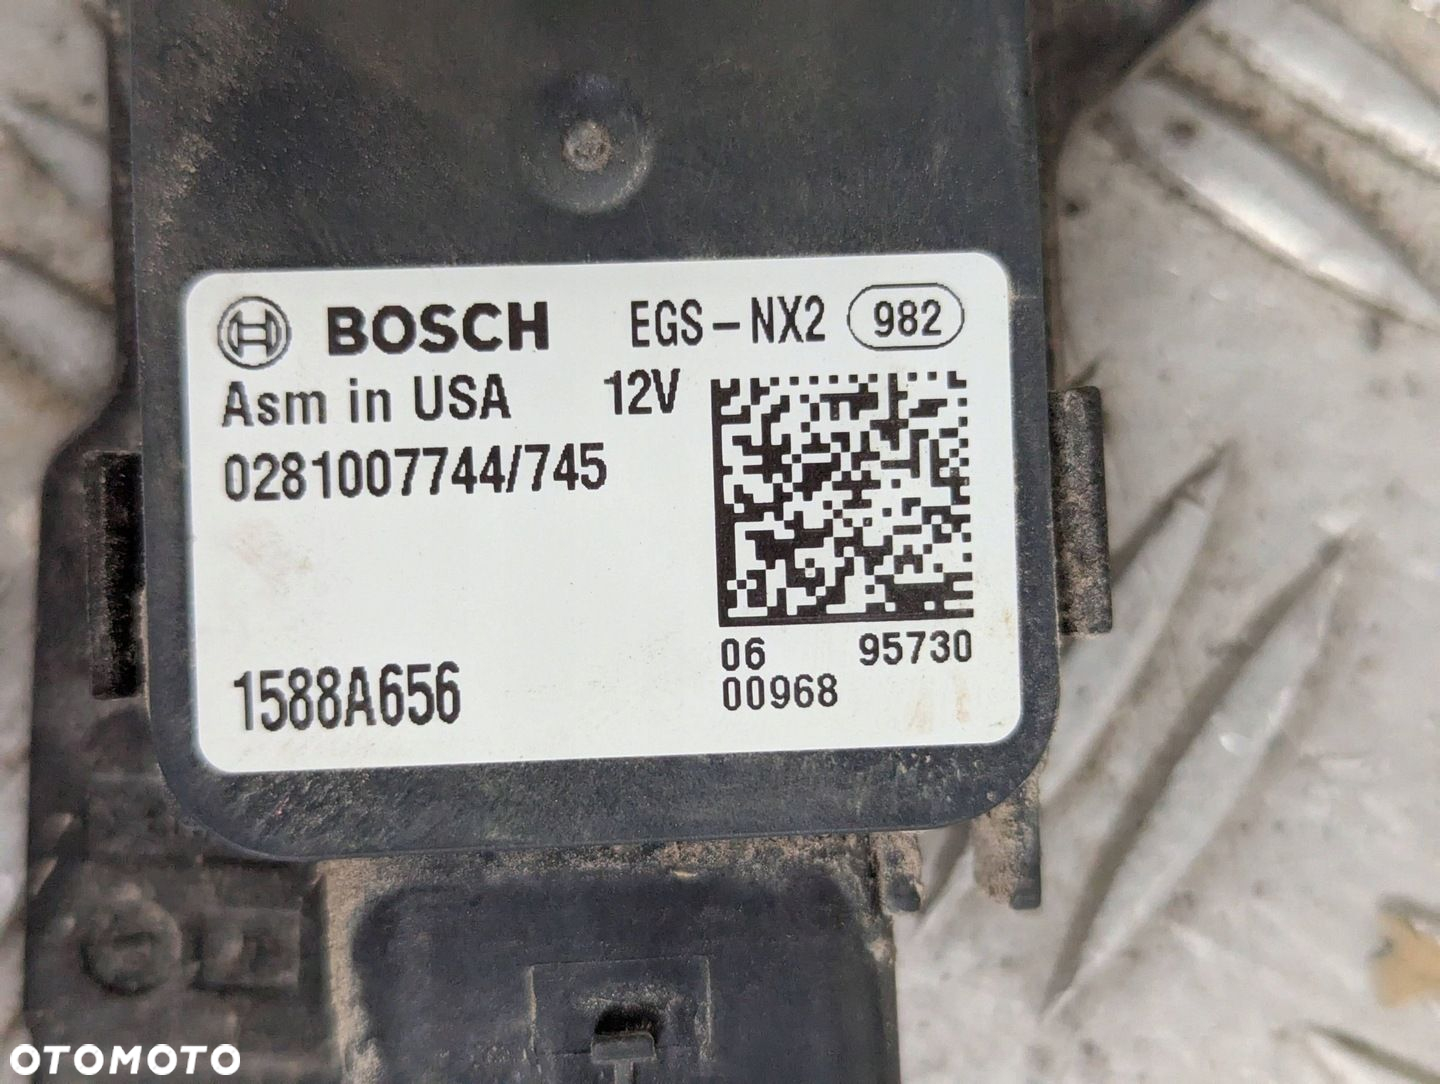 BOSCH EGS-NX2 982
Asm in USA 12V
0281007744/745
06 95730
00968
1588A656
OTOMOTO